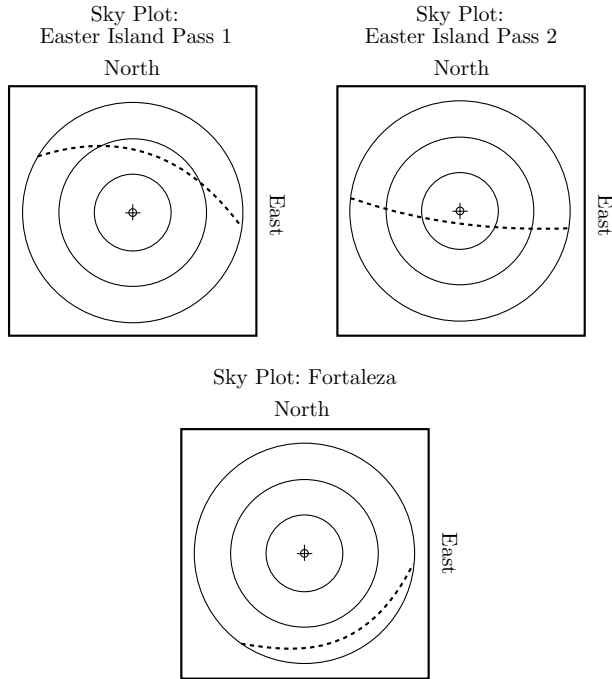 Sky Plot:
Easter Island Pass 1
North
East
Sky Plot:
Easter Island Pass 2
North
East
Sky Plot: Fortaleza
North
East